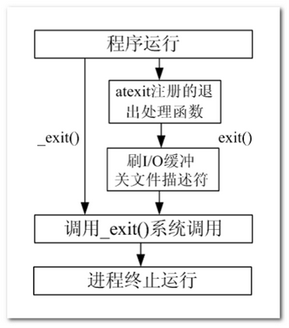 程序运行
atexit注册的退
出处理函数
_exit()
exit()
刷I/O缓冲
关文件描述符
调用_exit()系统调用
进程终止运行